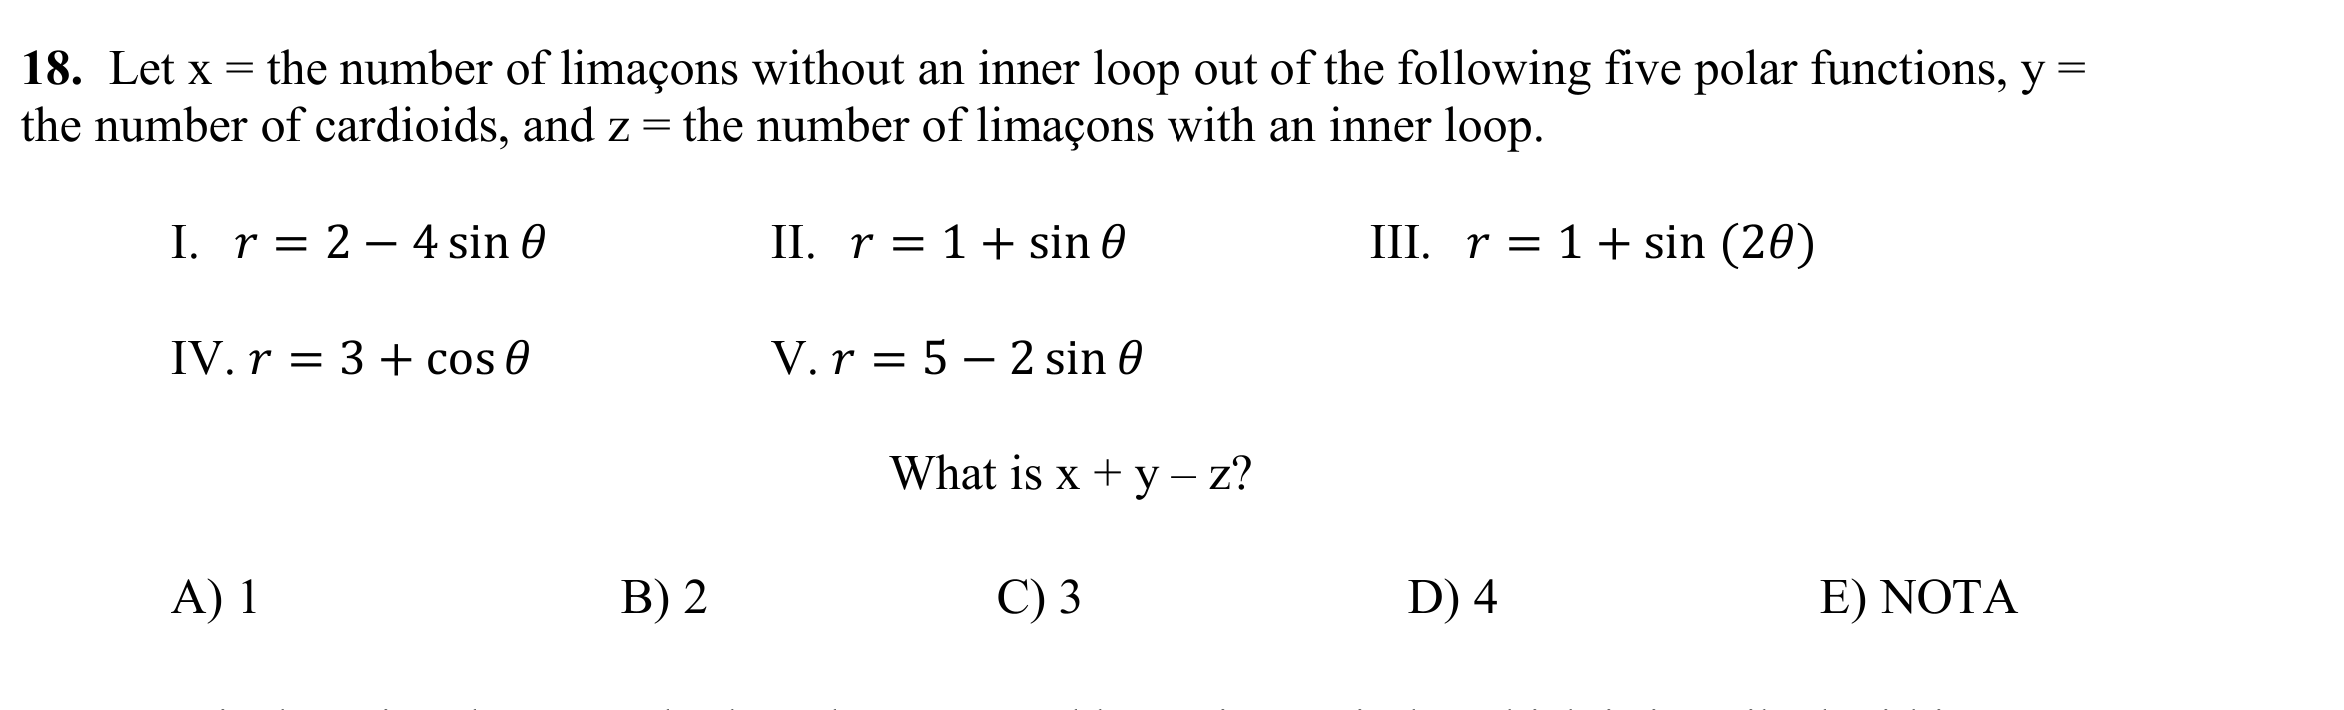 18. Let x = the number of limaçons without an inner loop out of the following five polar functions, y =
the number of cardioids, and z = the number of limaçons with an inner loop.
I. r = 2 − 4 sin θ II. r = 1 + sin θ III. r = 1 + sin (2θ)
IV. r = 3 + cos θ V. r = 5 − 2 sin θ
What is x + y – z?
A) 1 B) 2 C) 3 D) 4 E) NOTA